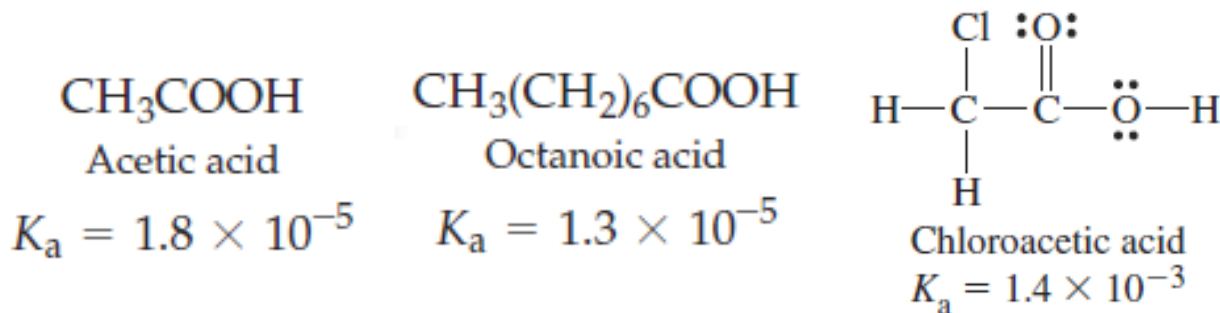 CH₃COOH
Acetic acid
Kₐ = 1.8 × 10⁻⁵
CH₃(CH₂)₆COOH
Octanoic acid
Kₐ = 1.3 × 10⁻⁵
Cl :O:
H—C—C—O—H
H
Chloroacetic acid
Kₐ = 1.4 × 10⁻³